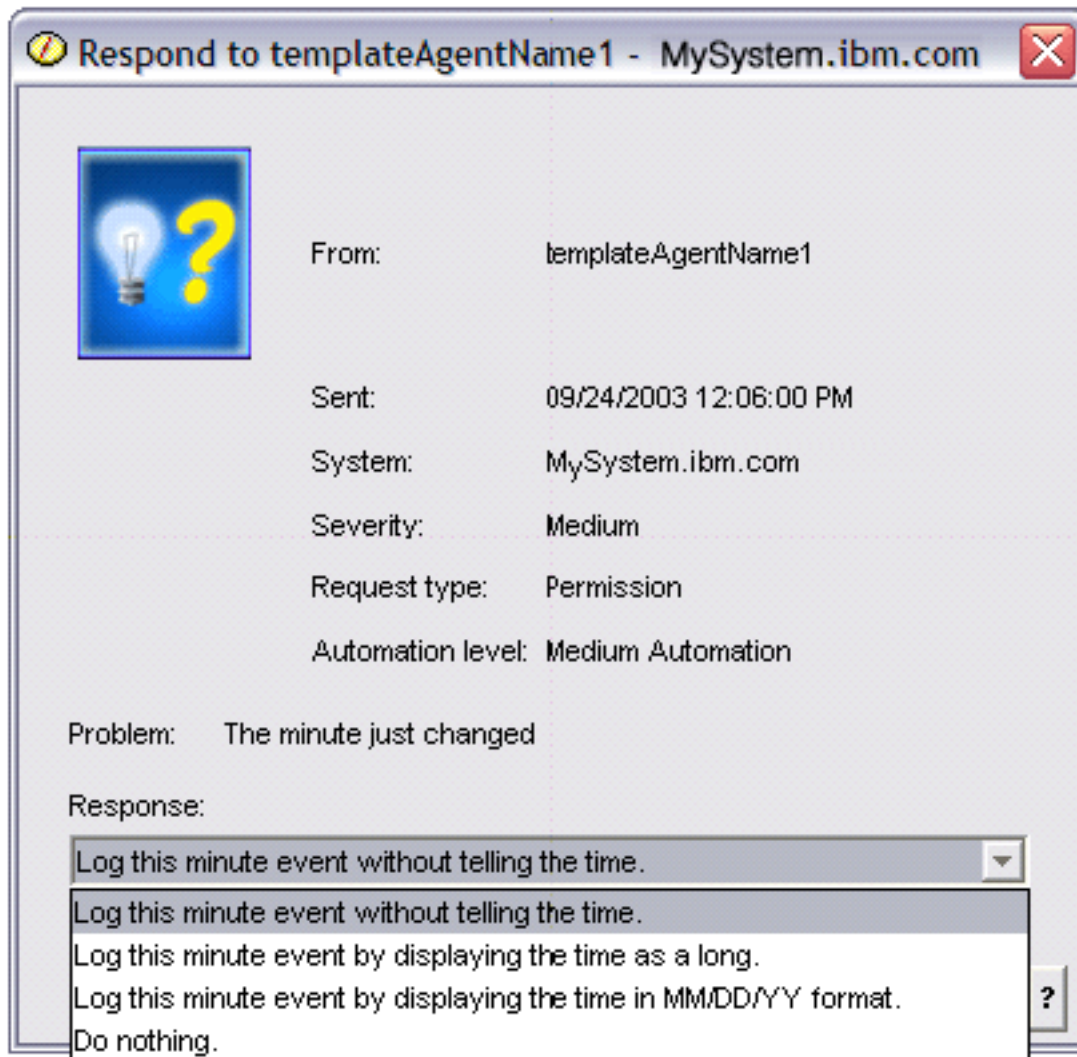 Respond to templateAgentName1 - MySystem.ibm.com
From: templateAgentName1
Sent: 09/24/2003 12:06:00 PM
System: MySystem.ibm.com
Severity: Medium
Request type: Permission
Automation level: Medium Automation
Problem: The minute just changed
Response:
Log this minute event without telling the time.
Log this minute event without telling the time.
Log this minute event by displaying the time as a long.
Log this minute event by displaying the time in MM/DD/YY format.
?
Do nothing.